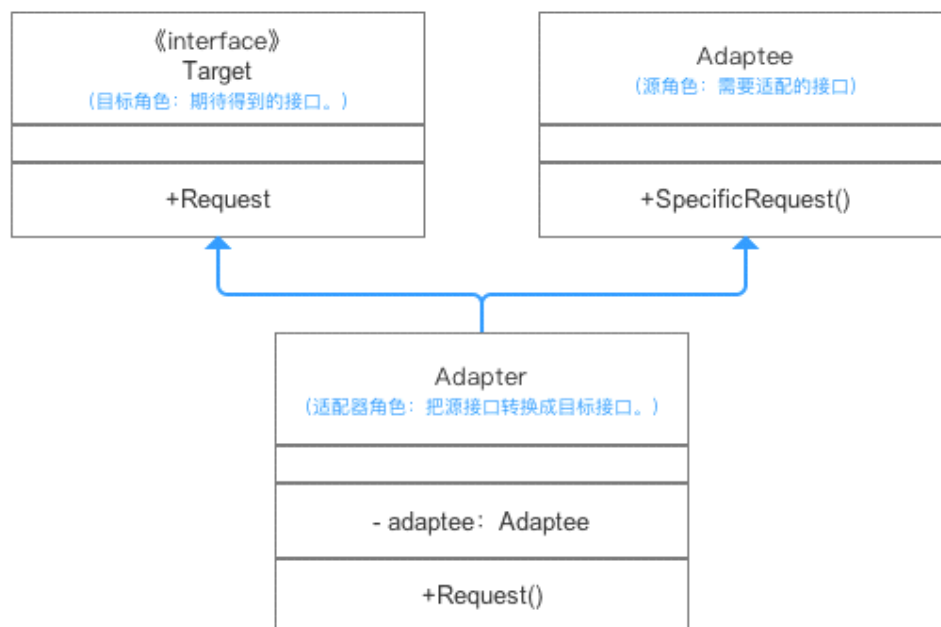 《interface》
Target
(目标角色：期待得到的接口。)
+Request
Adaptee
(源角色：需要适配的接口)
+SpecificRequest()
Adapter
(适配器角色：把源接口转换成目标接口。)
- adaptee：Adaptee
+Request()